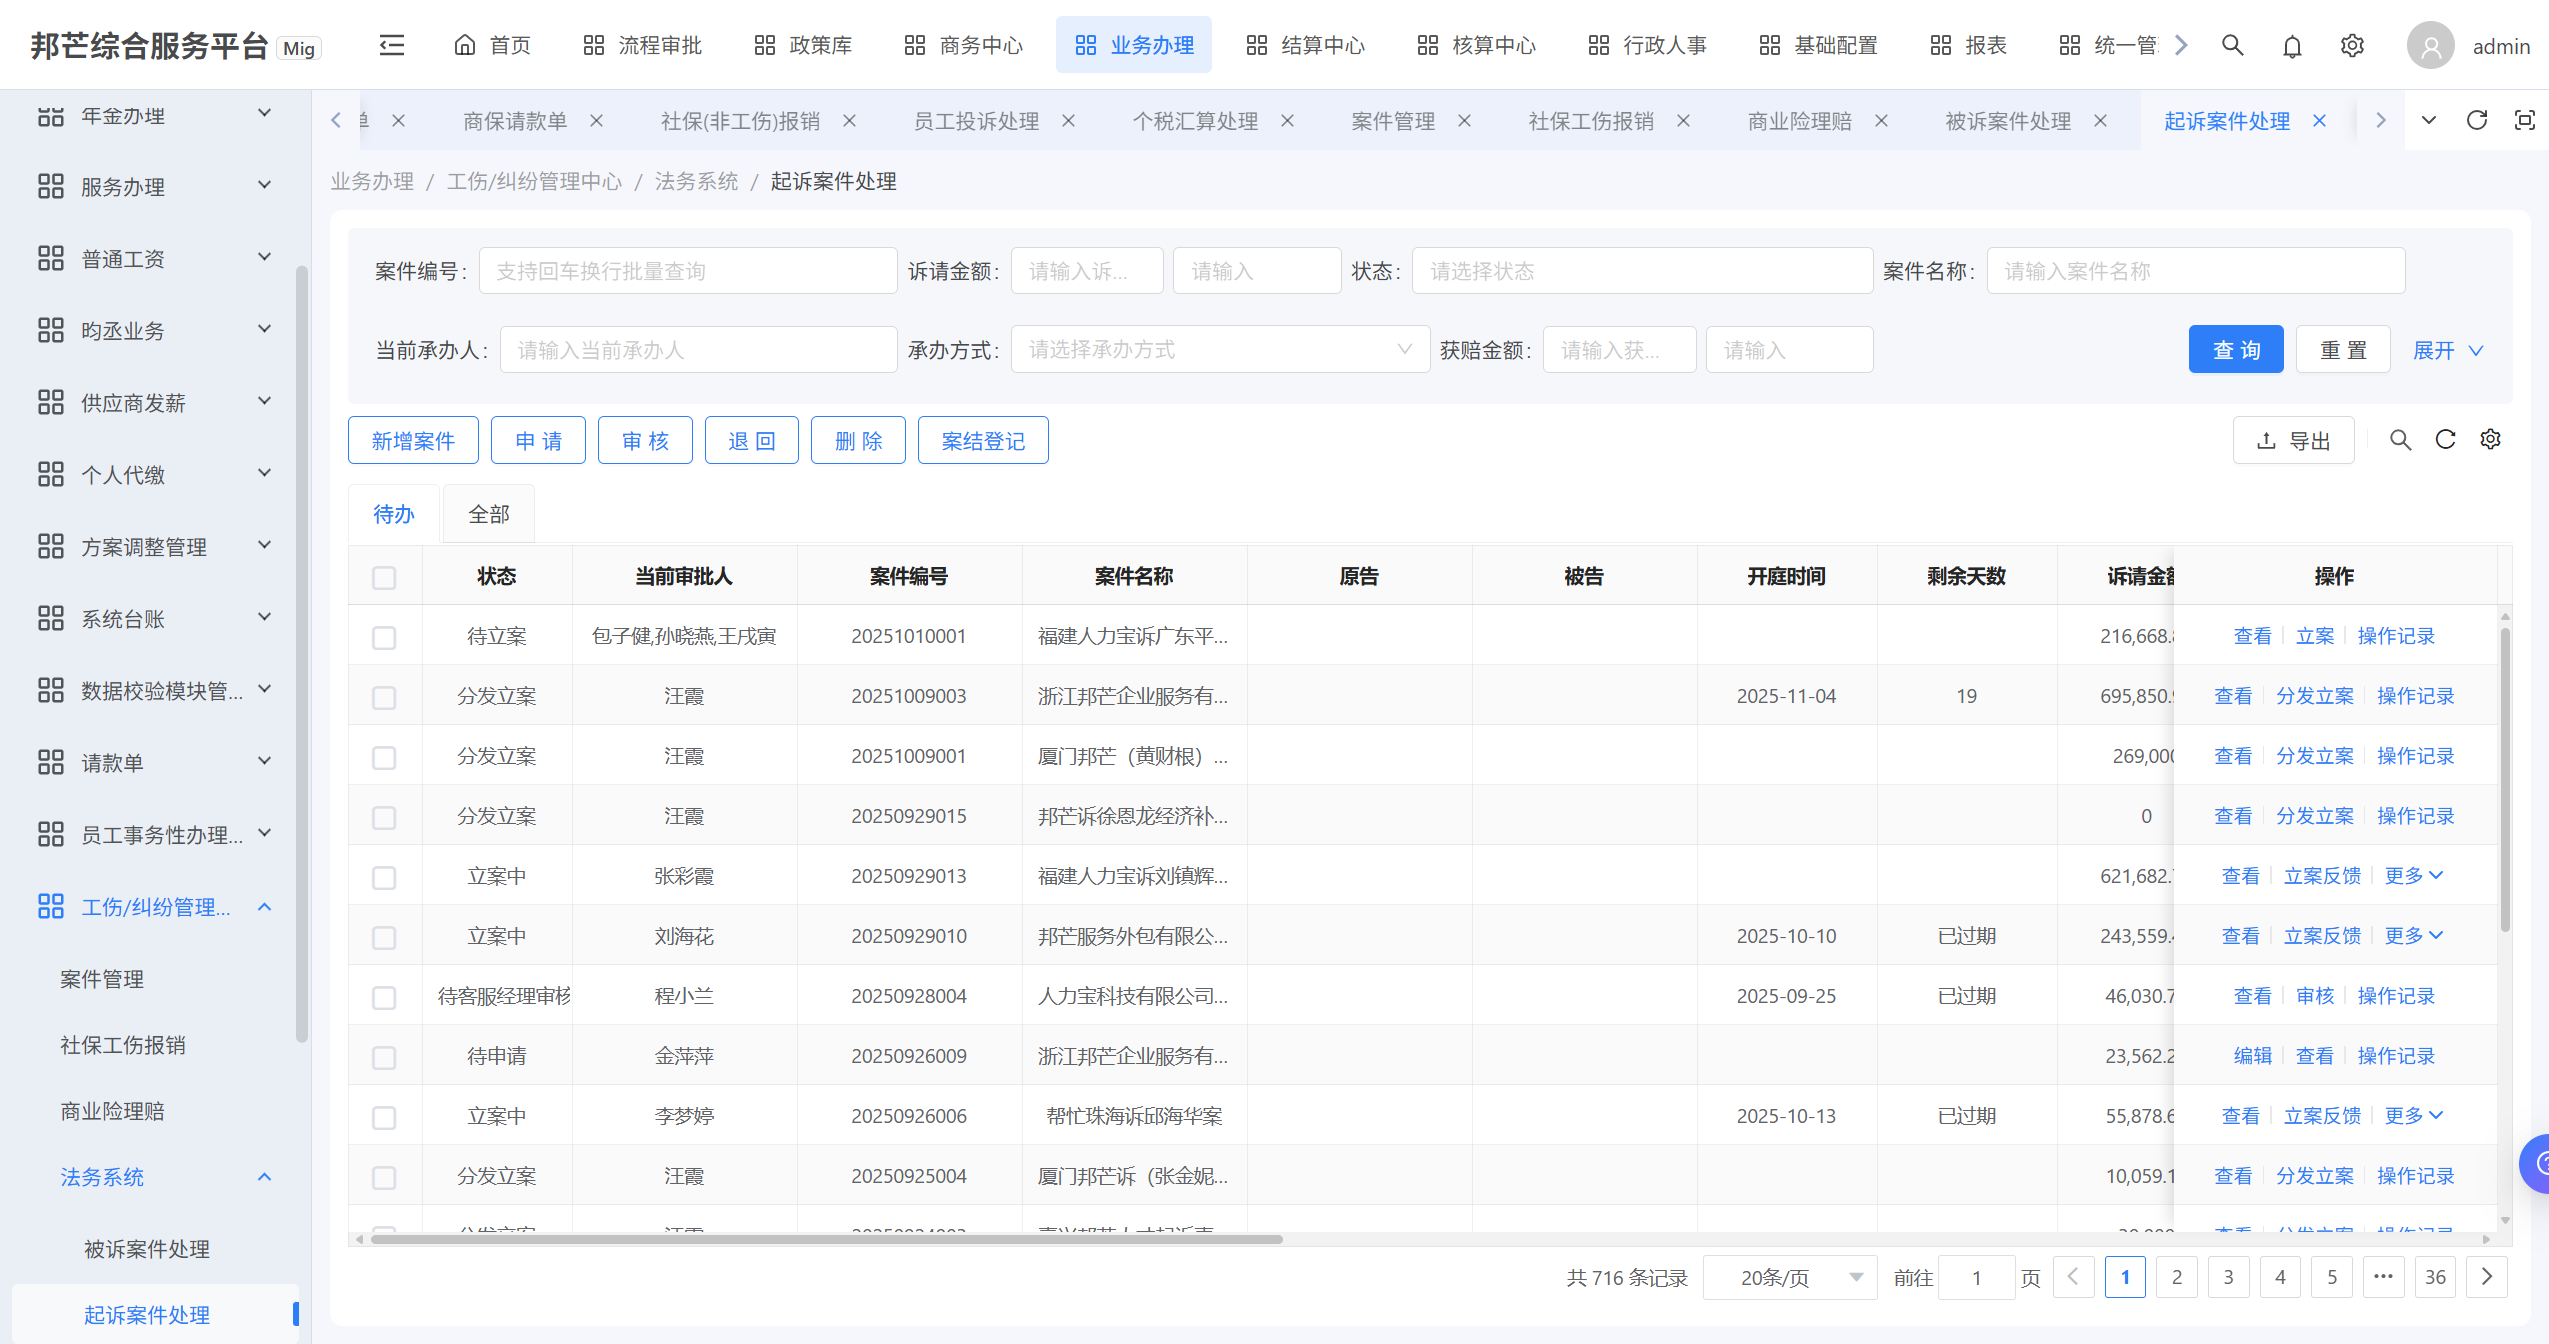 邦芒综合服务平台 Mig 首页 流程审批 政策库 商务中心 业务办理 结算中心 核算中心 行政人事 基础配置 报表 统一管 admin
商保请款单 社保(非工伤)报销 员工投诉处理 个税汇算处理 案件管理 社保工伤报销 商业险理赔 被诉案件处理 起诉案件处理
业务办理 / 工伤/纠纷管理中心 / 法务系统 / 起诉案件处理
年金办理
服务办理
普通工资
昀丞业务
供应商发薪
个人代缴
方案调整管理
系统台账
数据校验模块管...
请款单
员工事务性办理...
工伤/纠纷管理...
案件管理
社保工伤报销
商业险理赔
法务系统
被诉案件处理
起诉案件处理
案件编号: 支持回车换行批量查询 诉请金额: 请输入诉... 请输入 状态: 请选择状态 案件名称: 请输入案件名称
当前承办人: 请输入当前承办人 承办方式: 请选择承办方式 获赔金额: 请输入获... 请输入 查 询 重 置 展开
新增案件 申 请 审 核 退 回 删 除 案结登记 导出
待办 全部
状态 当前审批人 案件编号 案件名称 原告 被告 开庭时间 剩余天数 诉请金额 操作
待立案 包子健,孙晓燕,王戌寅 20251010001 福建人力宝诉广东平... 216,668. 查看 立案 操作记录
分发立案 汪霞 20251009003 浙江邦芒企业服务有... 2025-11-04 19 695,850. 查看 分发立案 操作记录
分发立案 汪霞 20251009001 厦门邦芒（黄财根）... 269,000 查看 分发立案 操作记录
分发立案 汪霞 20250929015 邦芒诉徐恩龙经济补... 0 查看 分发立案 操作记录
立案中 张彩霞 20250929013 福建人力宝诉刘镇辉... 621,682. 查看 立案反馈 更多
立案中 刘海花 20250929010 邦芒服务外包有限公... 2025-10-10 已过期 243,559. 查看 立案反馈 更多
待客服经理审核 程小兰 20250928004 人力宝科技有限公司... 2025-09-25 已过期 46,030.7 查看 审核 操作记录
待申请 金萍萍 20250926009 浙江邦芒企业服务有... 23,562.2 编辑 查看 操作记录
立案中 李梦婷 20250926006 帮忙珠海诉邱海华案 2025-10-13 已过期 55,878.6 查看 立案反馈 更多
分发立案 汪霞 20250925004 厦门邦芒诉（张金妮... 10,059.1 查看 分发立案 操作记录
共 716 条记录 20条/页 前往 1 页 1 2 3 4 5 ••• 36